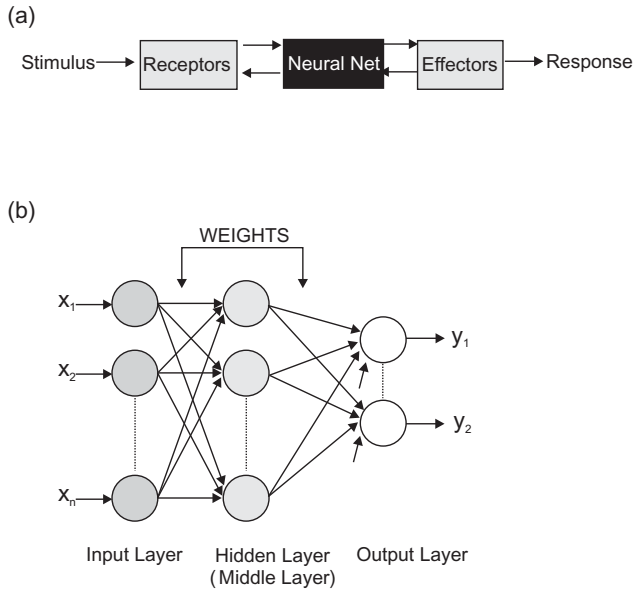 (a)
Stimulus Receptors Neural Net Effectors Response
(b)
WEIGHTS
x1
y1
x2
y2
xn
Input Layer Hidden Layer Output Layer
(Middle Layer)